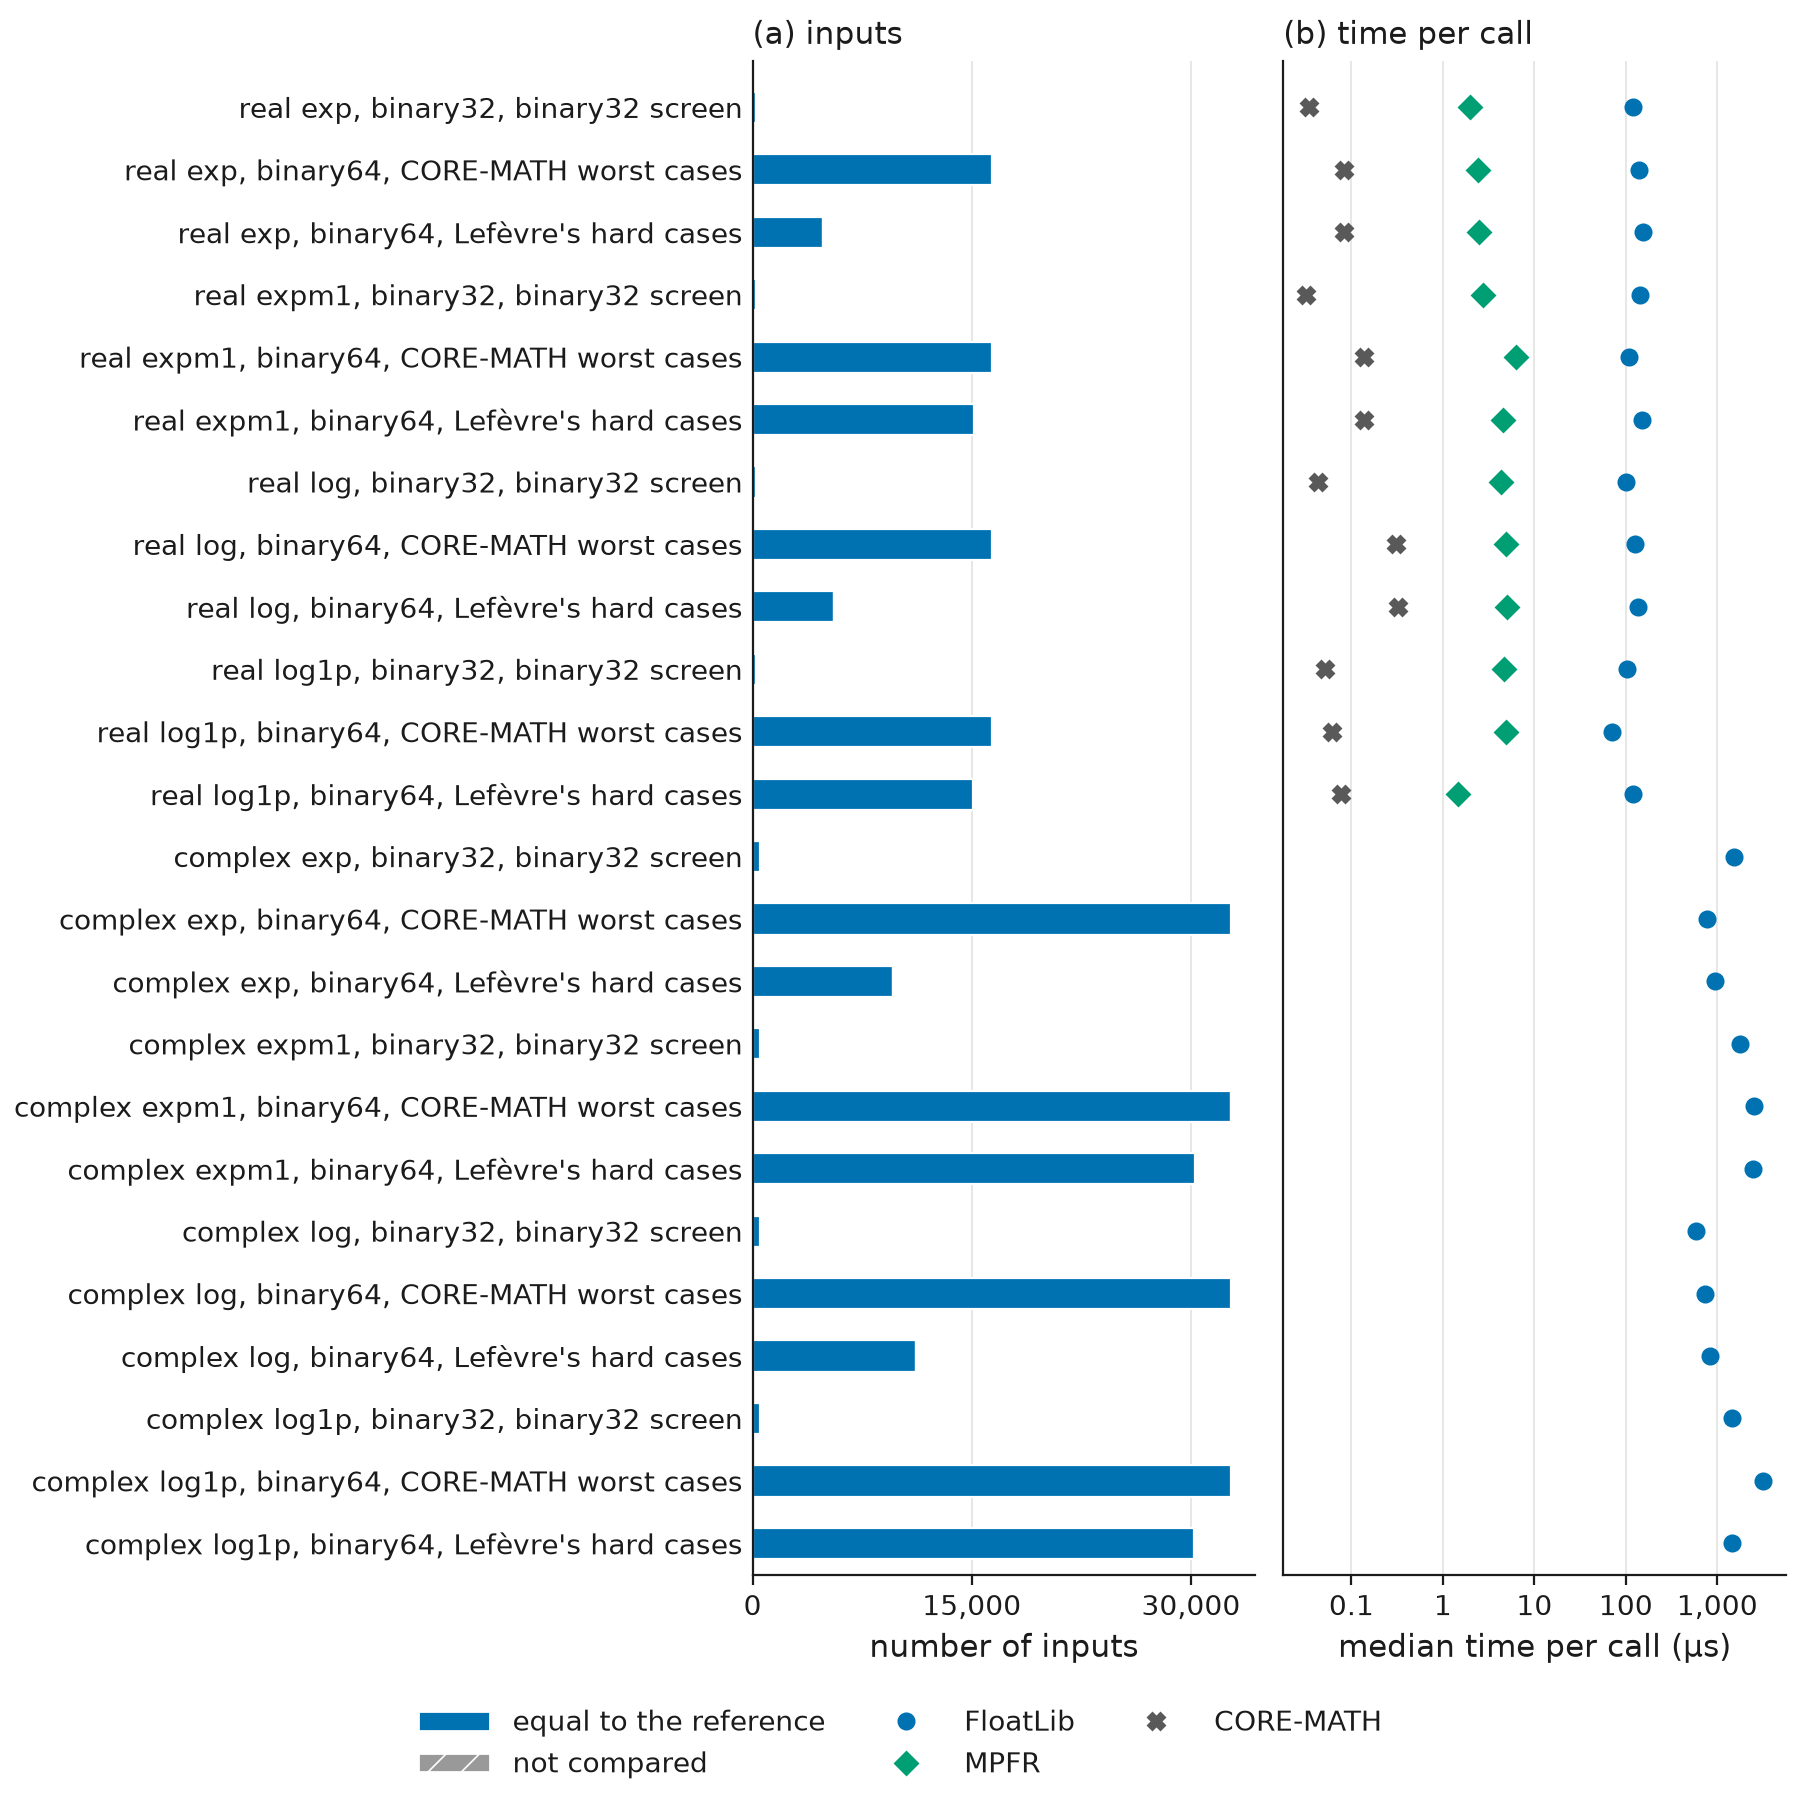 (a) inputs
(b) time per call
real exp, binary32, binary32 screen
real exp, binary64, CORE-MATH worst cases
real exp, binary64, Lefèvre's hard cases
real expm1, binary32, binary32 screen
real expm1, binary64, CORE-MATH worst cases
real expm1, binary64, Lefèvre's hard cases
real log, binary32, binary32 screen
real log, binary64, CORE-MATH worst cases
real log, binary64, Lefèvre's hard cases
real log1p, binary32, binary32 screen
real log1p, binary64, CORE-MATH worst cases
real log1p, binary64, Lefèvre's hard cases
complex exp, binary32, binary32 screen
complex exp, binary64, CORE-MATH worst cases
complex exp, binary64, Lefèvre's hard cases
complex expm1, binary32, binary32 screen
complex expm1, binary64, CORE-MATH worst cases
complex expm1, binary64, Lefèvre's hard cases
complex log, binary32, binary32 screen
complex log, binary64, CORE-MATH worst cases
complex log, binary64, Lefèvre's hard cases
complex log1p, binary32, binary32 screen
complex log1p, binary64, CORE-MATH worst cases
complex log1p, binary64, Lefèvre's hard cases
0 15,000 30,000
number of inputs
0.1 1 10 100 1,000
median time per call (µs)
equal to the reference
not compared
FloatLib
MPFR
CORE-MATH